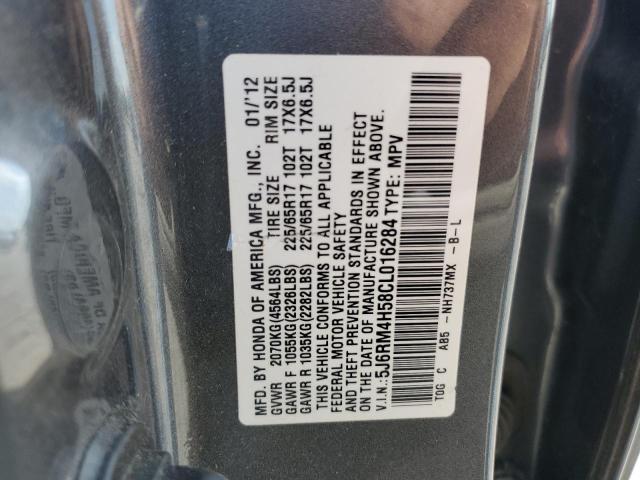 MFD. BY HONDA OF AMERICA MFG., INC. 01/'12
GVWR 2070KG(4564LBS) TIRE SIZE RIM SIZE
GAWR F 1055KG(2326LBS) 225/65R17 102T 17X6.5J
GAWR R 1035KG(2282LBS) 225/65R17 102T 17X6.5J
THIS VEHICLE CONFORMS TO ALL APPLICABLE
FEDERAL MOTOR VEHICLE SAFETY
AND THEFT PREVENTION STANDARDS IN EFFECT
ON THE DATE OF MANUFACTURE SHOWN ABOVE.
V.I.N.:5J6RM4H58CL016284 TYPE: MPV
T0G C A85 -NH737MX -B-L